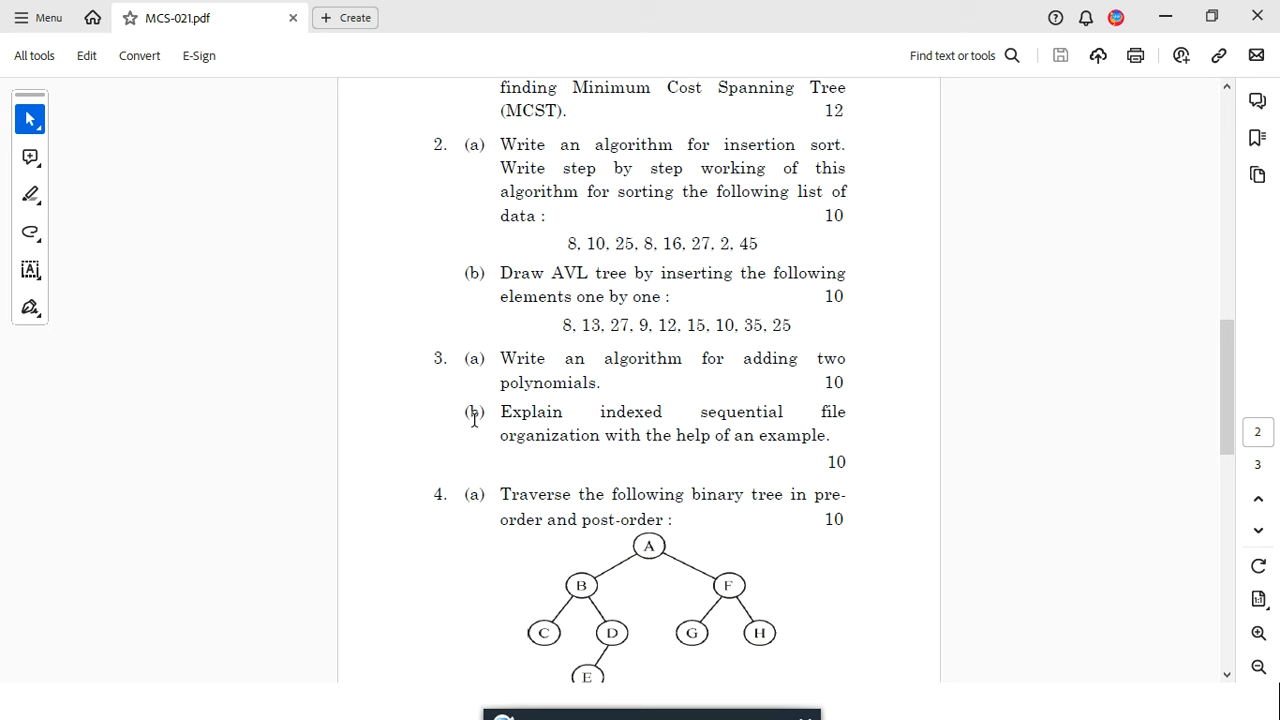 Menu
MCS-021.pdf
Create
All tools
Edit
Convert
E-Sign
Find text or tools
finding Minimum Cost Spanning Tree
(MCST). 12
2. (a) Write an algorithm for insertion sort.
Write step by step working of this
algorithm for sorting the following list of
data : 10
8, 10, 25, 8, 16, 27, 2, 45
(b) Draw AVL tree by inserting the following
elements one by one : 10
8, 13, 27, 9, 12, 15, 10, 35, 25
3. (a) Write an algorithm for adding two
polynomials. 10
(b) Explain indexed sequential file
organization with the help of an example.
10
2
3
4. (a) Traverse the following binary tree in pre-
order and post-order : 10
A
B F
C D G H
E
1:1